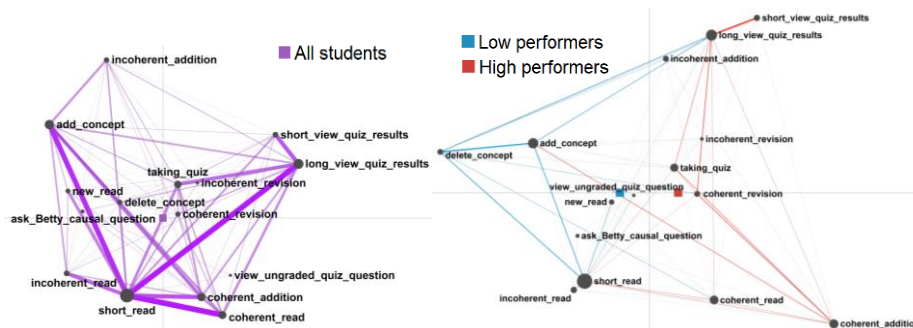 All students
incoherent_addition
add_concept
short_view_quiz_results
long_view_quiz_results
taking_quiz
incoherent_revision
new_read
delete_concept
coherent_revision
ask_Betty_causal_question
incoherent_read
view_ungraded_quiz_question
short_read
coherent_addition
coherent_read
Low performers
High performers
short_view_quiz_results
long_view_quiz_results
incoherent_addition
incoherent_revision
add_concept
delete_concept
taking_quiz
view_ungraded_quiz_question
coherent_revision
new_read
ask_Betty_causal_question
short_read
incoherent_read
coherent_read
coherent_addition